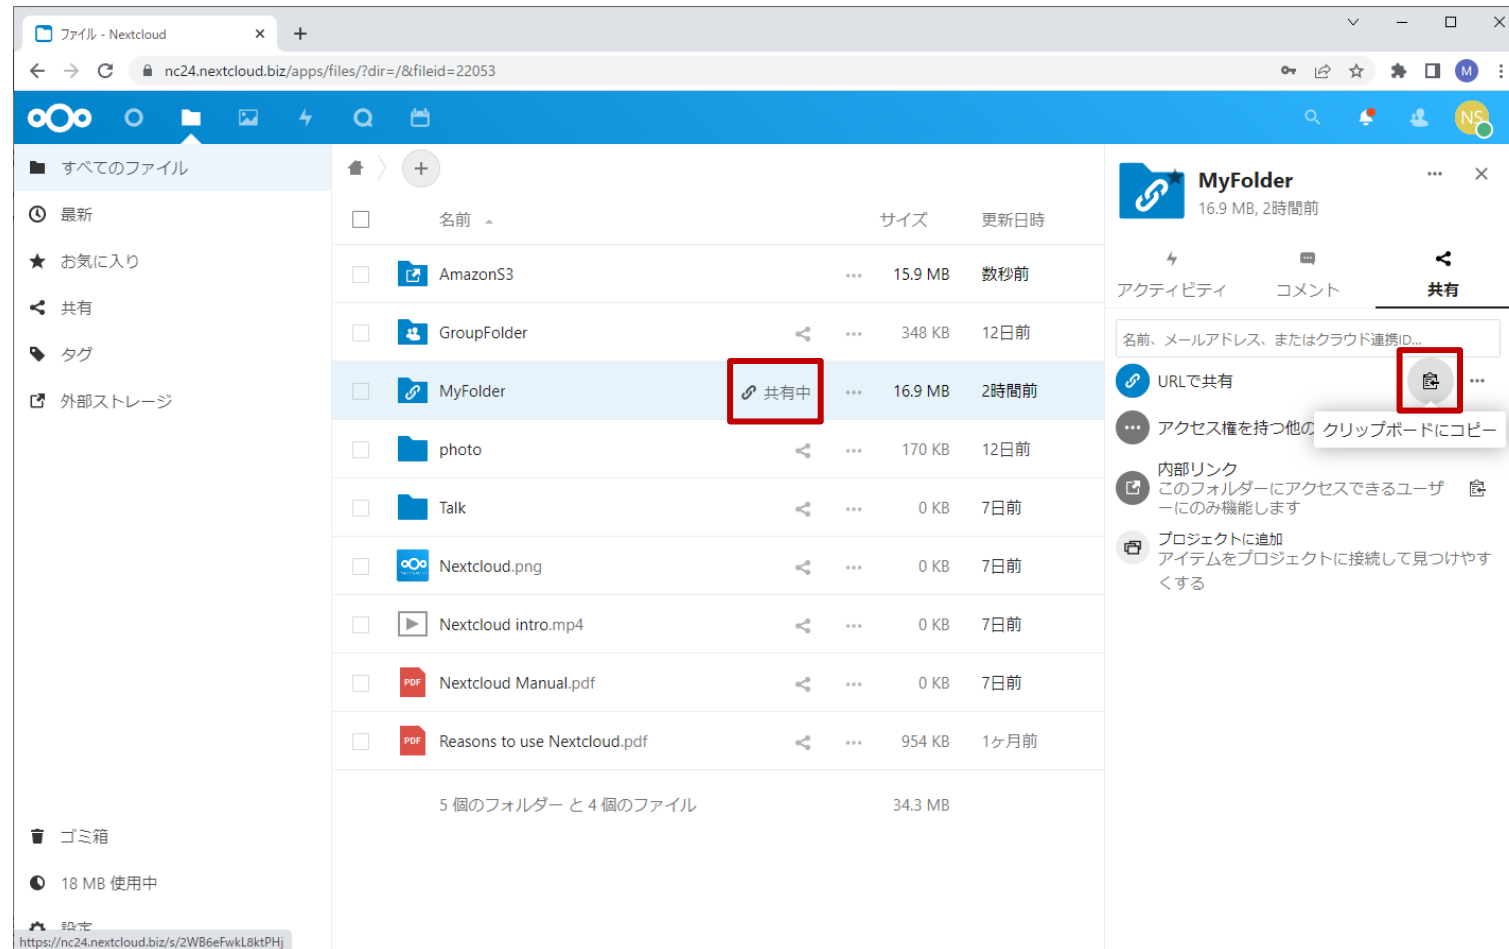 ファイル - Nextcloud
nc24.nextcloud.biz/apps/files/?dir=/&fileid=22053
M
NS
すべてのファイル
最新
お気に入り
共有
タグ
外部ストレージ
ゴミ箱
18 MB 使用中
設定
https://nc24.nextcloud.biz/s/2WB6eFwkL8ktPHj
名前 サイズ 更新日時
AmazonS3 15.9 MB 数秒前
GroupFolder 348 KB 12日前
MyFolder 共有中 16.9 MB 2時間前
photo 170 KB 12日前
Talk 0 KB 7日前
Nextcloud.png 0 KB 7日前
Nextcloud intro.mp4 0 KB 7日前
PDF Nextcloud Manual.pdf 0 KB 7日前
PDF Reasons to use Nextcloud.pdf 954 KB 1ヶ月前
5 個のフォルダー と 4 個のファイル 34.3 MB
MyFolder
16.9 MB, 2時間前
アクティビティ コメント 共有
名前、メールアドレス、またはクラウド連携ID...
URLで共有
アクセス権を持つ他の
クリップボードにコピー
内部リンク
このフォルダーにアクセスできるユーザ
ーにのみ機能します
プロジェクトに追加
アイテムをプロジェクトに接続して見つけやす
くする